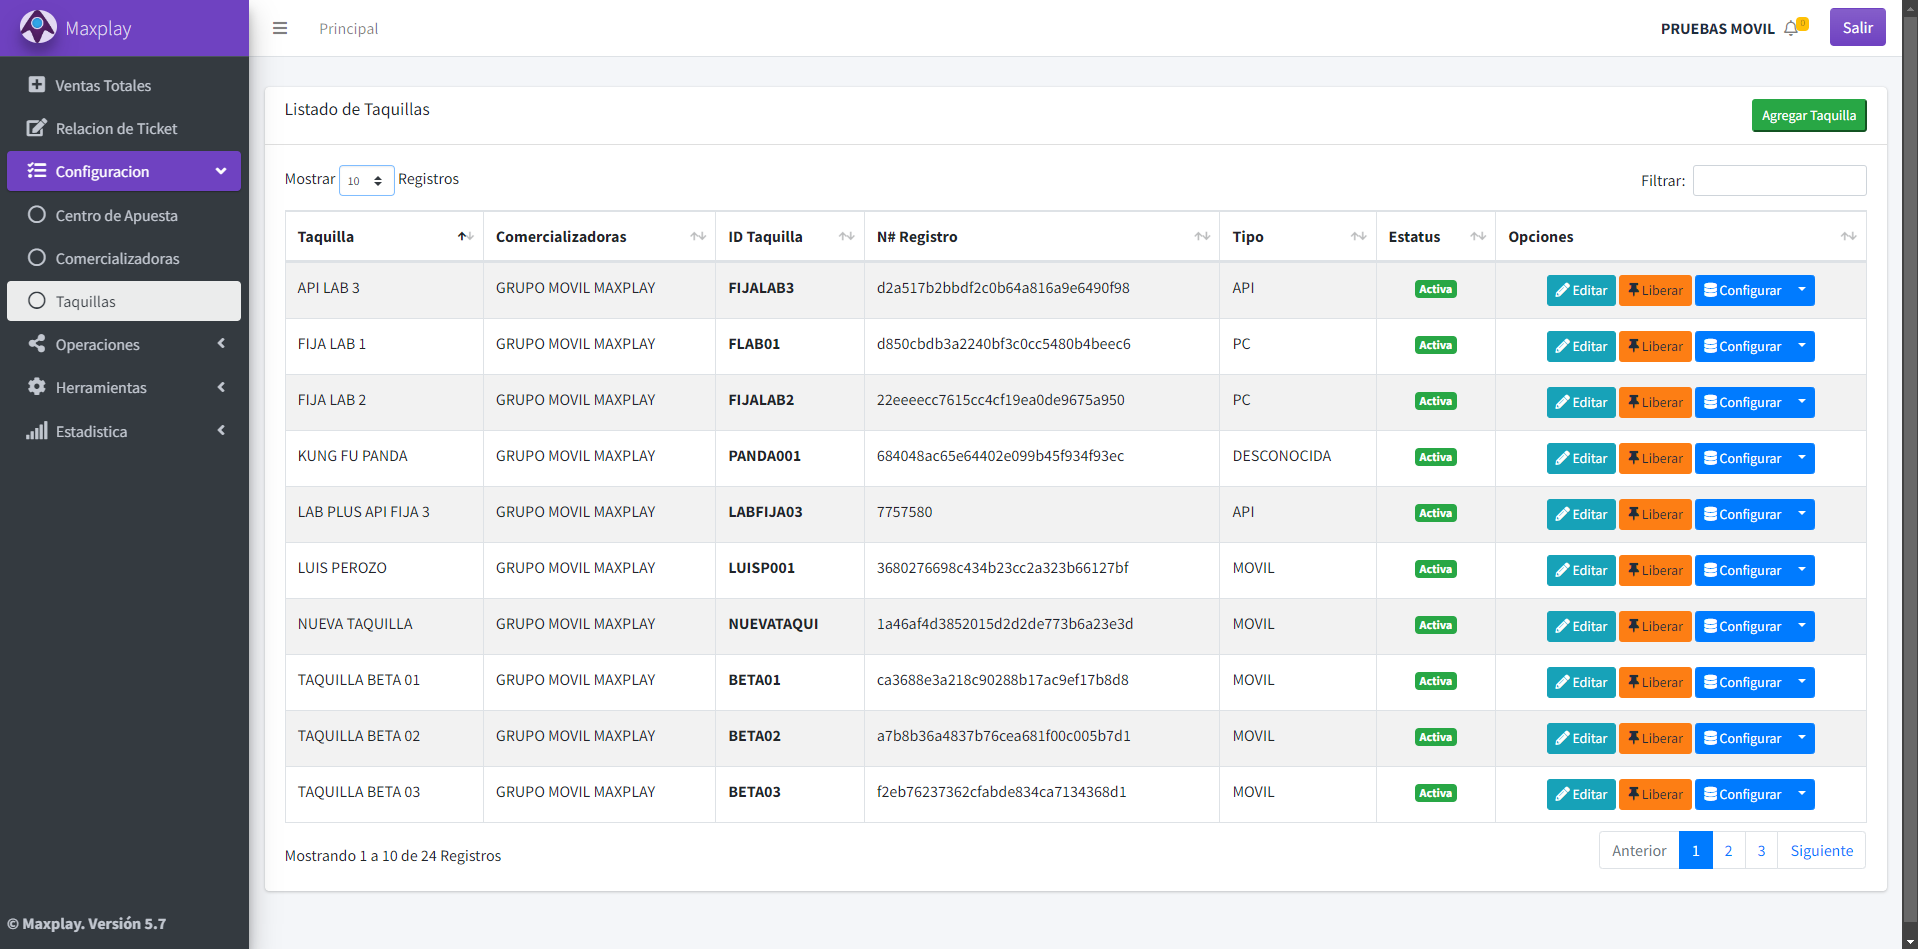 Maxplay
Principal
PRUEBAS MOVIL 0
Salir
Ventas Totales
Relacion de Ticket
Configuracion
Centro de Apuesta
Comercializadoras
Taquillas
Operaciones
Herramientas
Estadistica
© Maxplay. Versión 5.7
Listado de Taquillas
Agregar Taquilla
Mostrar 10 Registros
Filtrar:
Taquilla Comercializadoras ID Taquilla N# Registro Tipo Estatus Opciones
API LAB 3 GRUPO MOVIL MAXPLAY FIJALAB3 d2a517b2bbdf2c0b64a816a9e6490f98 API Activa Editar Liberar Configurar
FIJA LAB 1 GRUPO MOVIL MAXPLAY FLAB01 d850cbdb3a2240bf3c0cc5480b4beec6 PC Activa Editar Liberar Configurar
FIJA LAB 2 GRUPO MOVIL MAXPLAY FIJALAB2 22eeeecc7615cc4cf19ea0de9675a950 PC Activa Editar Liberar Configurar
KUNG FU PANDA GRUPO MOVIL MAXPLAY PANDA001 684048ac65e64402e099b45f934f93ec DESCONOCIDA Activa Editar Liberar Configurar
LAB PLUS API FIJA 3 GRUPO MOVIL MAXPLAY LABFIJA03 7757580 API Activa Editar Liberar Configurar
LUIS PEROZO GRUPO MOVIL MAXPLAY LUISP001 3680276698c434b23cc2a323b66127bf MOVIL Activa Editar Liberar Configurar
NUEVA TAQUILLA GRUPO MOVIL MAXPLAY NUEVATAQUI 1a46af4d3852015d2d2de773b6a23e3d MOVIL Activa Editar Liberar Configurar
TAQUILLA BETA 01 GRUPO MOVIL MAXPLAY BETA01 ca3688e3a218c90288b17ac9ef17b8d8 MOVIL Activa Editar Liberar Configurar
TAQUILLA BETA 02 GRUPO MOVIL MAXPLAY BETA02 a7b8b36a4837b76cea681f00c005b7d1 MOVIL Activa Editar Liberar Configurar
TAQUILLA BETA 03 GRUPO MOVIL MAXPLAY BETA03 f2eb76237362cfabde834ca7134368d1 MOVIL Activa Editar Liberar Configurar
Mostrando 1 a 10 de 24 Registros
Anterior 1 2 3 Siguiente